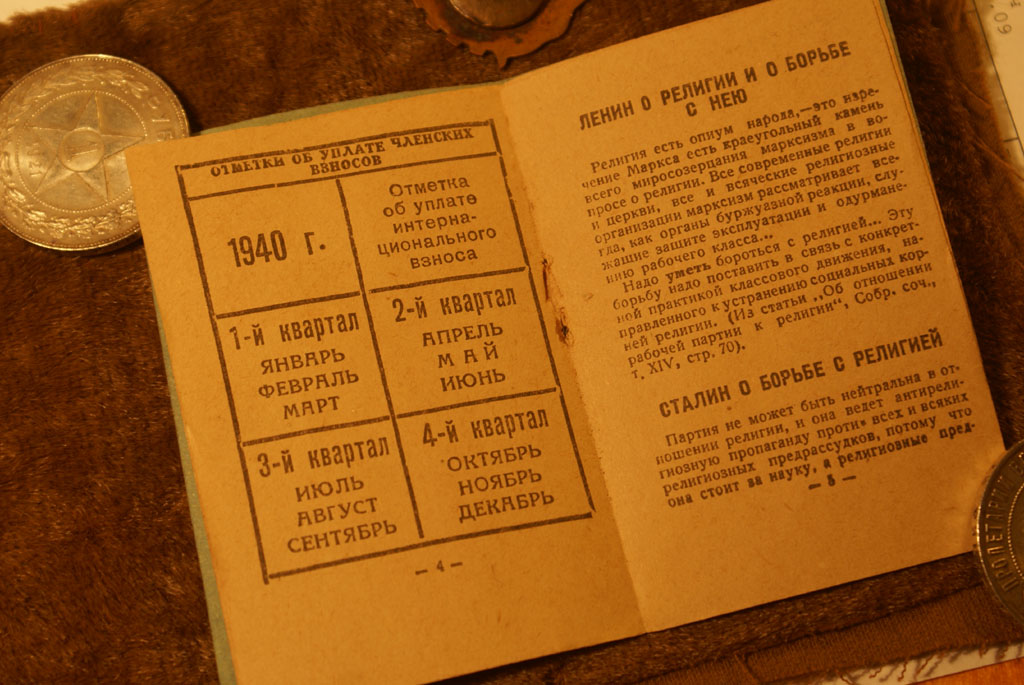 ОТМЕТКИ ОБ УПЛАТЕ ЧЛЕНСКИХ
ВЗНОСОВ
1940 г.
Отметка
об уплате
интерна-
ционального
взноса
1-й квартал
ЯНВАРЬ
ФЕВРАЛЬ
МАРТ
2-й квартал
АПРЕЛЬ
МАЙ
ИЮНЬ
3-й квартал
ИЮЛЬ
АВГУСТ
СЕНТЯБРЬ
4-й квартал
ОКТЯБРЬ
НОЯБРЬ
ДЕКАБРЬ
— 4 —
ЛЕНИН О РЕЛИГИИ И О БОРЬБЕ
С НЕЮ
Религия есть опиум народа,—это изре-
чение Маркса есть краеугольный камень
всего миросозерцания марксизма в во-
просе о религии. Все современные религии
и церкви, все и всяческие религиозные
организации марксизм рассматривает все-
гда, как органы буржуазной реакции, слу-
жащие защите эксплуатации и одурмане-
нию рабочего класса...
Надо уметь бороться с религией... Эту
борьбу надо поставить в связь с конкрет-
ной практикой классового движения, на-
правленного к устранению социальных кор-
ней религии. (Из статьи „Об отношении
рабочей партии к религии“, Собр. соч.,
т. XIV, стр. 70).
СТАЛИН О БОРЬБЕ С РЕЛИГИЕЙ
Партия не может быть нейтральна в от-
ношении религии, и она ведет антирели-
гиозную пропаганду против всех и всяких
религиозных предрассудков, потому что
она стоит за науку, а религиозные пред-
— 5 —